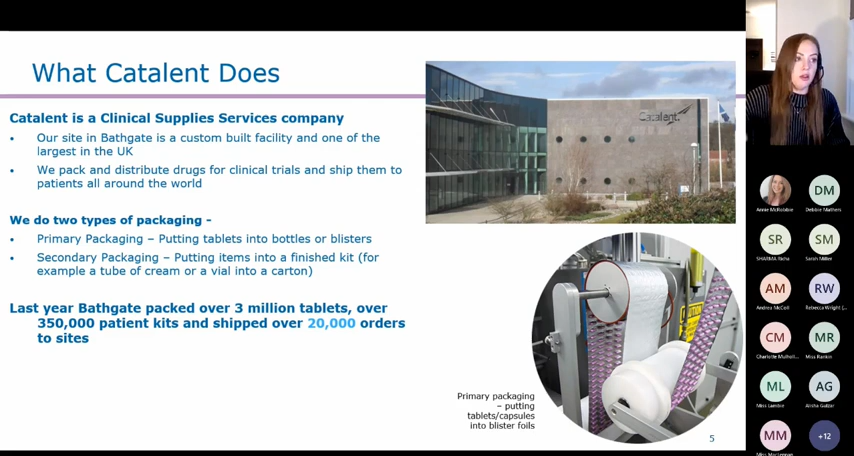 What Catalent Does
Catalent is a Clinical Supplies Services company
• Our site in Bathgate is a custom built facility and one of the
largest in the UK
• We pack and distribute drugs for clinical trials and ship them to
patients all around the world
We do two types of packaging -
• Primary Packaging – Putting tablets into bottles or blisters
• Secondary Packaging – Putting items into a finished kit (for
example a tube of cream or a vial into a carton)
Last year Bathgate packed over 3 million tablets, over
350,000 patient kits and shipped over 20,000 orders
to sites
Catalent
Primary packaging
– putting
tablets/capsules
into blister foils
5
Annie McRobbie
DM
Debbie Mathers
SR
SHARMA Richa
SM
Sarah Miller
AM
Andrea McColl
RW
Rebecca Wright (...
CM
Charlotte Mulholl...
MR
Miss Rankin
ML
Miss Lambie
AG
Aisha Gulzar
MM
Miss MacLennan
+12